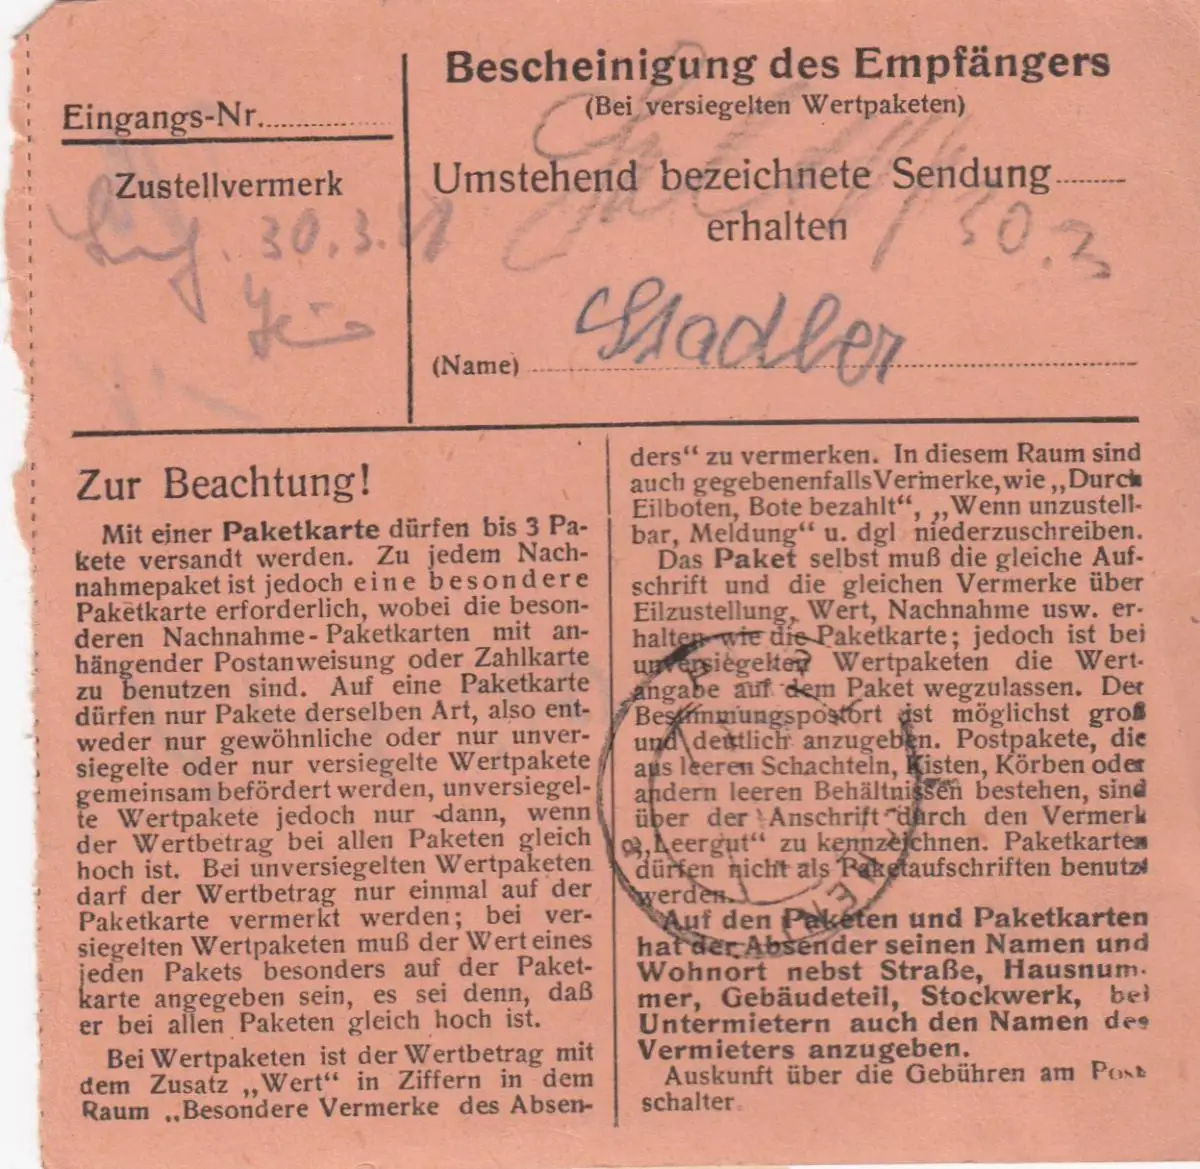 Eingangs-Nr.
Zustellvermerk
30.3.
Bescheinigung des Empfängers
(Bei versiegelten Wertpaketen)
Umstehend bezeichnete Sendung
erhalten
30.3
(Name) Stadler
Zur Beachtung!
Mit einer Paketkarte dürfen bis 3 Pa-
kete versandt werden. Zu jedem Nach-
nahmepaket ist jedoch eine besondere
Paketkarte erforderlich, wobei die beson-
deren Nachnahme-Paketkarten mit an-
hängender Postanweisung oder Zahlkarte
zu benutzen sind. Auf eine Paketkarte
dürfen nur Pakete derselben Art, also ent-
weder nur gewöhnliche oder nur unver-
siegelte oder nur versiegelte Wertpakete
gemeinsam befördert werden, unversiegel-
te Wertpakete jedoch nur dann, wenn
der Wertbetrag bei allen Paketen gleich
hoch ist. Bei unversiegelten Wertpaketen
darf der Wertbetrag nur einmal auf der
Paketkarte vermerkt werden; bei ver-
siegelten Wertpaketen muß der Wert eines
jeden Pakets besonders auf der Paket-
karte angegeben sein, es sei denn, daß
er bei allen Paketen gleich hoch ist.
Bei Wertpaketen ist der Wertbetrag mit
dem Zusatz „Wert“ in Ziffern in dem
Raum „Besondere Vermerke des Absen-
ders“ zu vermerken. In diesem Raum sind
auch gegebenenfalls Vermerke, wie „Durch
Eilboten, Bote bezahlt“, „Wenn unzustell-
bar, Meldung“ u. dgl niederzuschreiben.
Das Paket selbst muß die gleiche Auf-
schrift und die gleichen Vermerke über
Eilzustellung, Wert, Nachnahme usw. er-
halten wie die Paketkarte; jedoch ist bei
unversiegelten Wertpaketen die Wert-
angabe auf dem Paket wegzulassen. Der
Bestimmungspostort ist möglichst groß
und deutlich anzugeben. Postpakete, die
aus leeren Schachteln, Kisten, Körben oder
andern leeren Behältnissen bestehen, sind
über der Anschrift durch den Vermerk
„Leergut“ zu kennzeichnen. Paketkarten
dürfen nicht als Paketaufschriften benutzt
werden.
Auf den Paketen und Paketkarten
hat der Absender seinen Namen und
Wohnort nebst Straße, Hausnum-
mer, Gebäudeteil, Stockwerk, bei
Untermietern auch den Namen des
Vermieters anzugeben.
Auskunft über die Gebühren am Post
schalter.